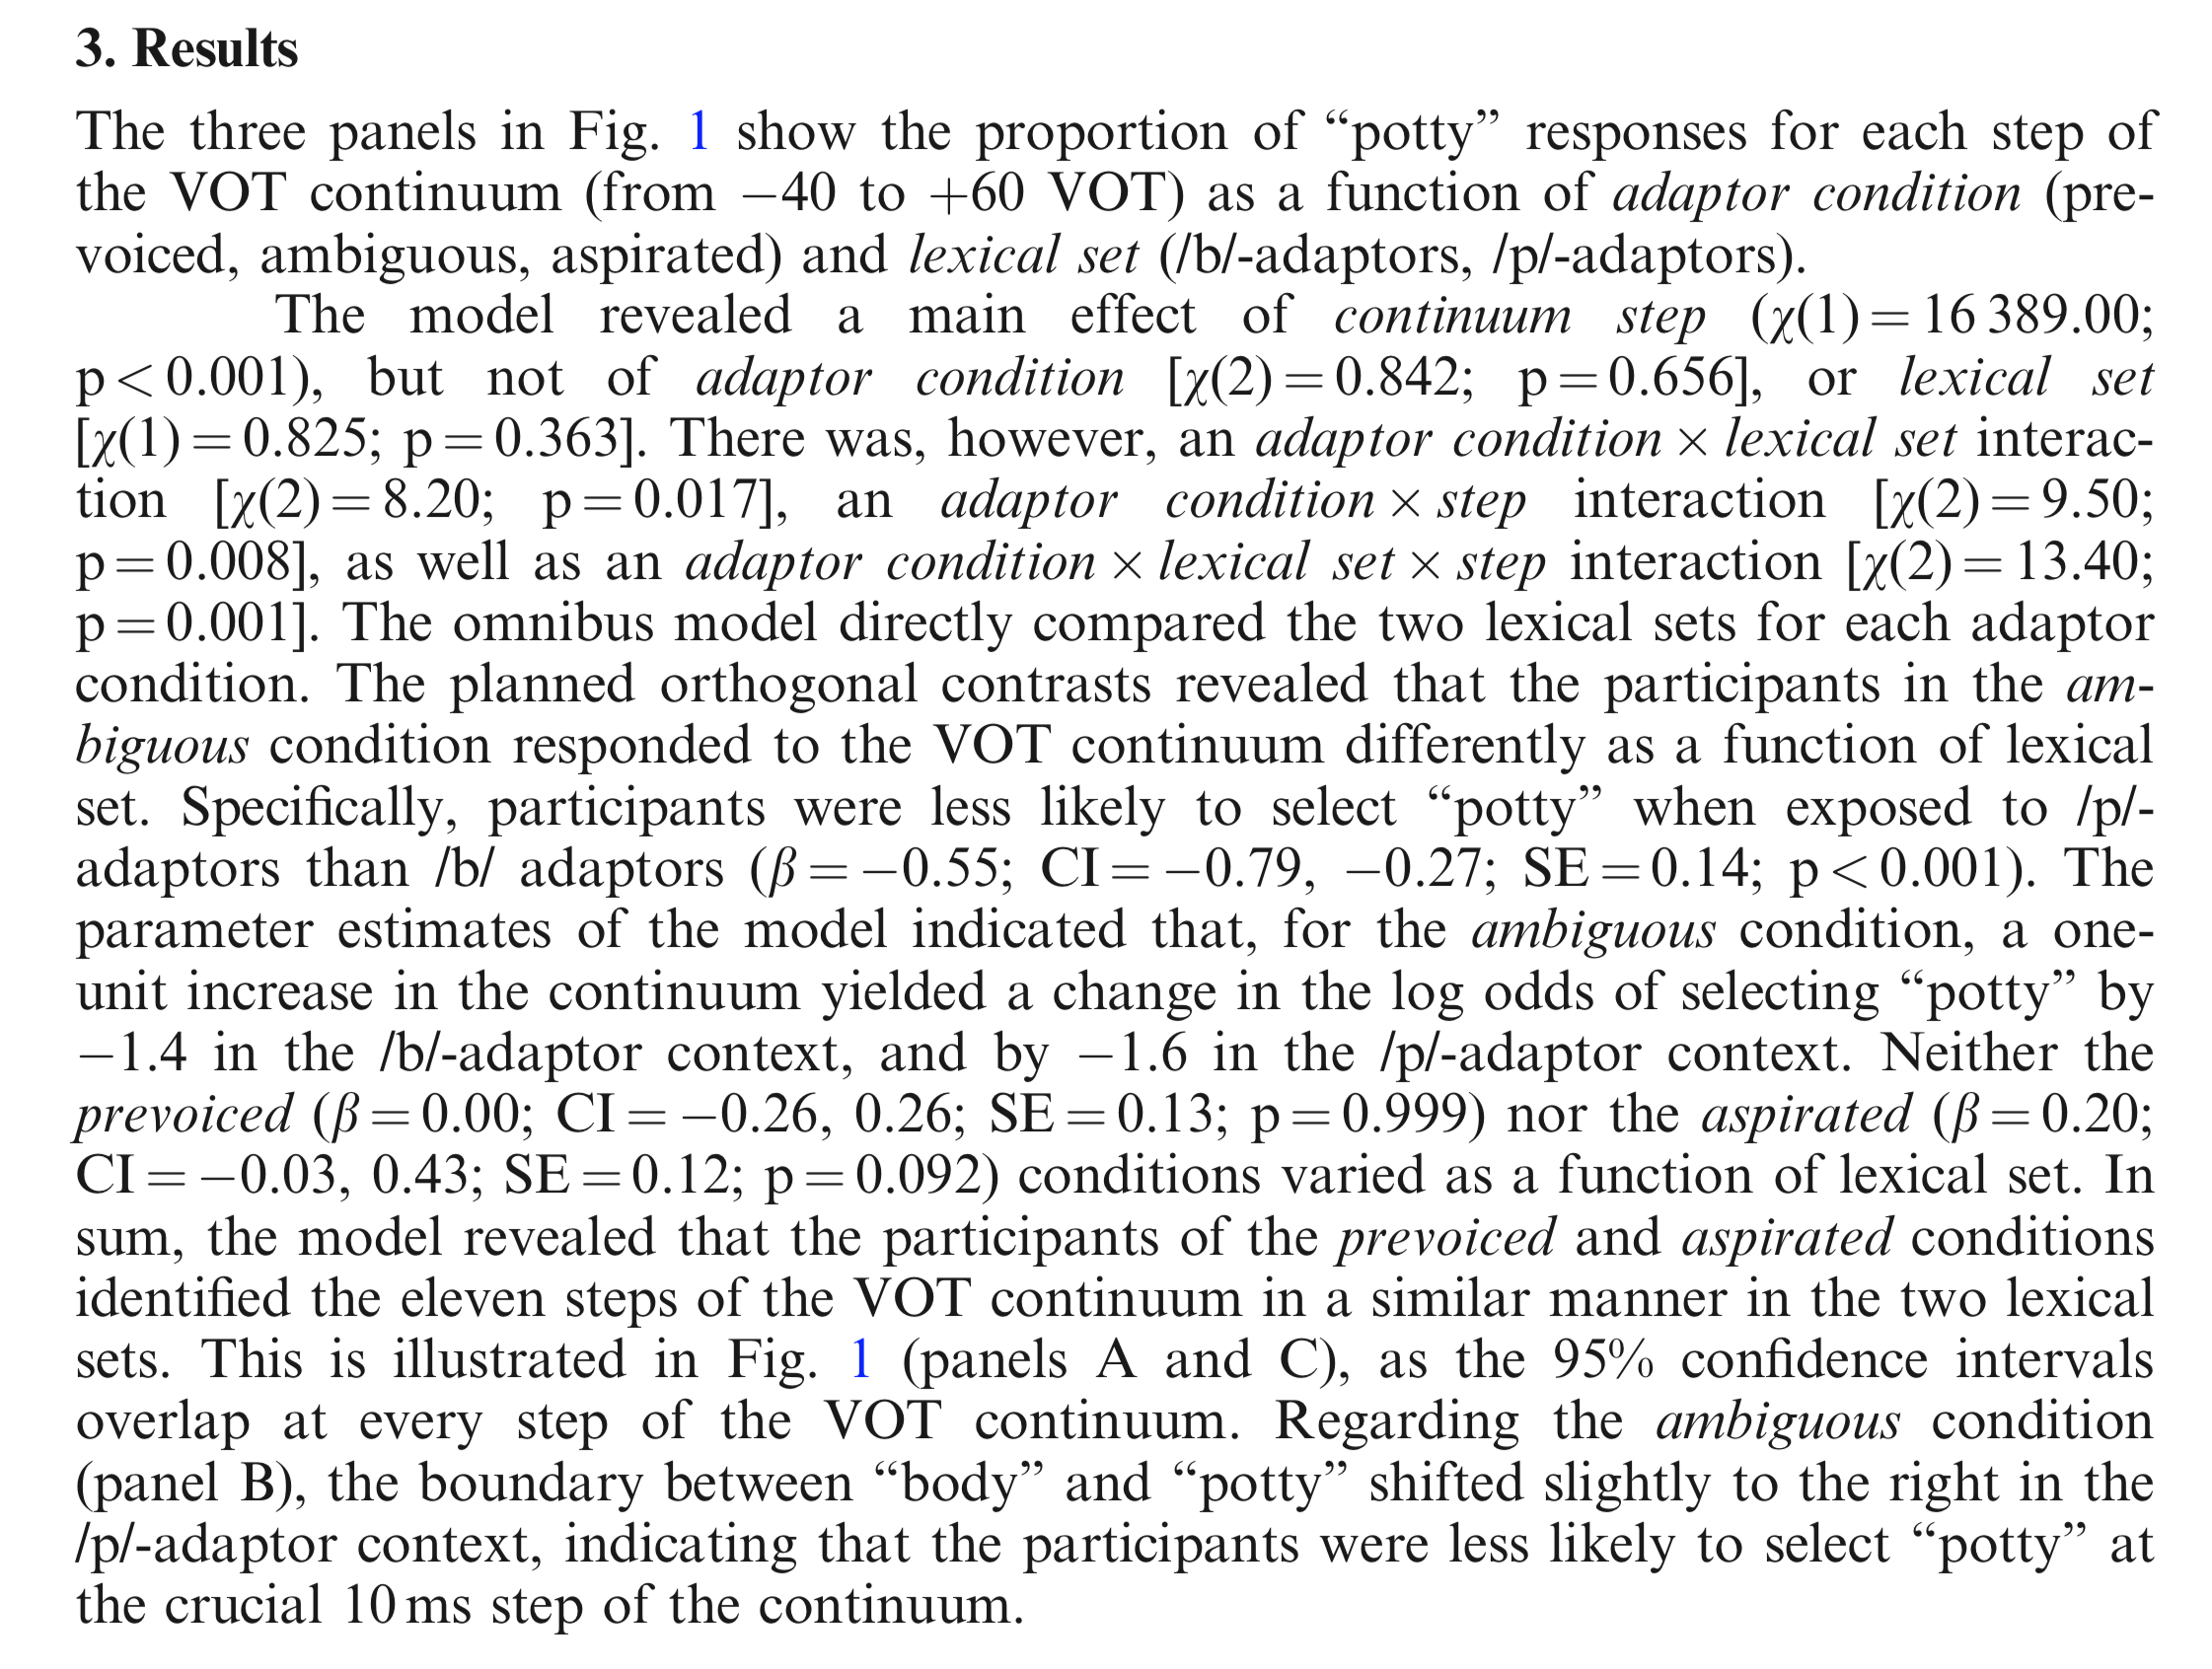 3. Results
The three panels in Fig. 1 show the proportion of “potty” responses for each step of
the VOT continuum (from −40 to +60 VOT) as a function of adaptor condition (pre-
voiced, ambiguous, aspirated) and lexical set (/b/-adaptors, /p/-adaptors).
The model revealed a main effect of continuum step (χ(1) = 16 389.00;
p < 0.001), but not of adaptor condition [χ(2) = 0.842; p = 0.656], or lexical set
[χ(1) = 0.825; p = 0.363]. There was, however, an adaptor condition × lexical set interac-
tion [χ(2) = 8.20; p = 0.017], an adaptor condition × step interaction [χ(2) = 9.50;
p = 0.008], as well as an adaptor condition × lexical set × step interaction [χ(2) = 13.40;
p = 0.001]. The omnibus model directly compared the two lexical sets for each adaptor
condition. The planned orthogonal contrasts revealed that the participants in the am-
biguous condition responded to the VOT continuum differently as a function of lexical
set. Specifically, participants were less likely to select “potty” when exposed to /p/-
adaptors than /b/ adaptors (β = −0.55; CI = −0.79, −0.27; SE = 0.14; p < 0.001). The
parameter estimates of the model indicated that, for the ambiguous condition, a one-
unit increase in the continuum yielded a change in the log odds of selecting “potty” by
−1.4 in the /b/-adaptor context, and by −1.6 in the /p/-adaptor context. Neither the
prevoiced (β = 0.00; CI = −0.26, 0.26; SE = 0.13; p = 0.999) nor the aspirated (β = 0.20;
CI = −0.03, 0.43; SE = 0.12; p = 0.092) conditions varied as a function of lexical set. In
sum, the model revealed that the participants of the prevoiced and aspirated conditions
identified the eleven steps of the VOT continuum in a similar manner in the two lexical
sets. This is illustrated in Fig. 1 (panels A and C), as the 95% confidence intervals
overlap at every step of the VOT continuum. Regarding the ambiguous condition
(panel B), the boundary between “body” and “potty” shifted slightly to the right in the
/p/-adaptor context, indicating that the participants were less likely to select “potty” at
the crucial 10 ms step of the continuum.